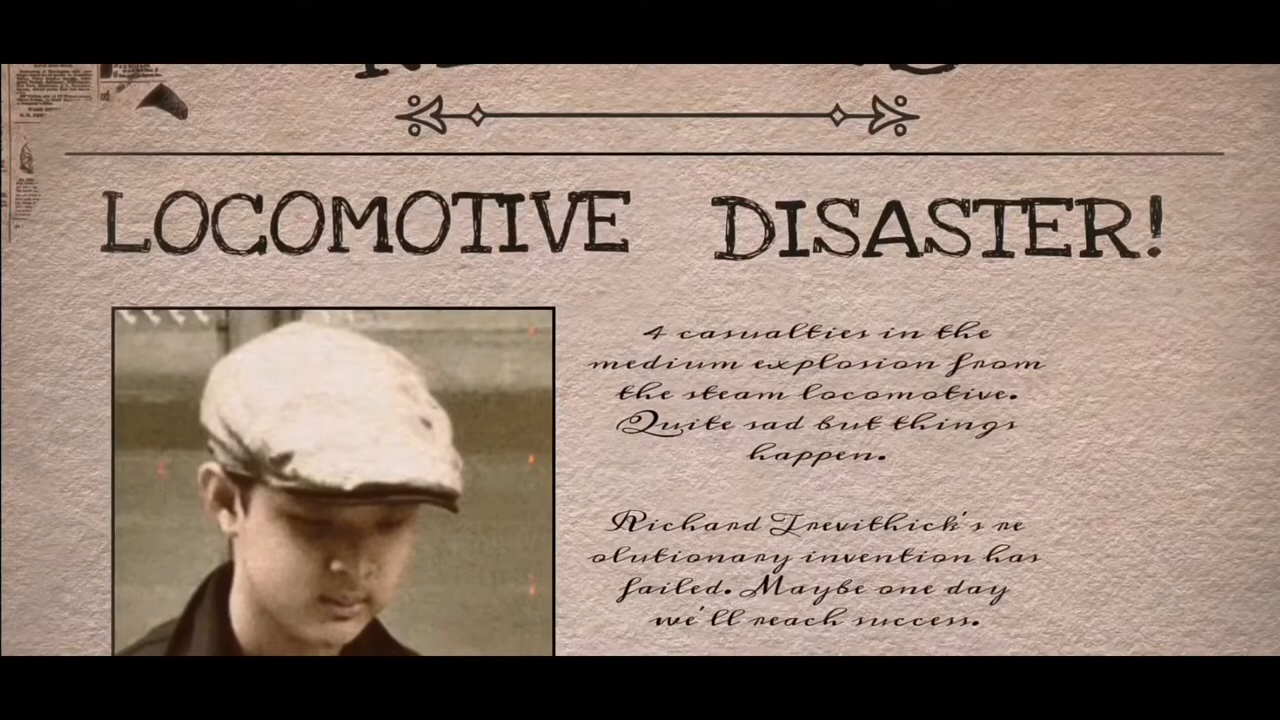 LOCOMOTIVE DISASTER!
4 casualties in the
medium explosion from
the steam locomotive.
Quite sad but things
happen.
Richard Trevithick's re
olutionary invention has
failed. Maybe one day
we'll reach success.